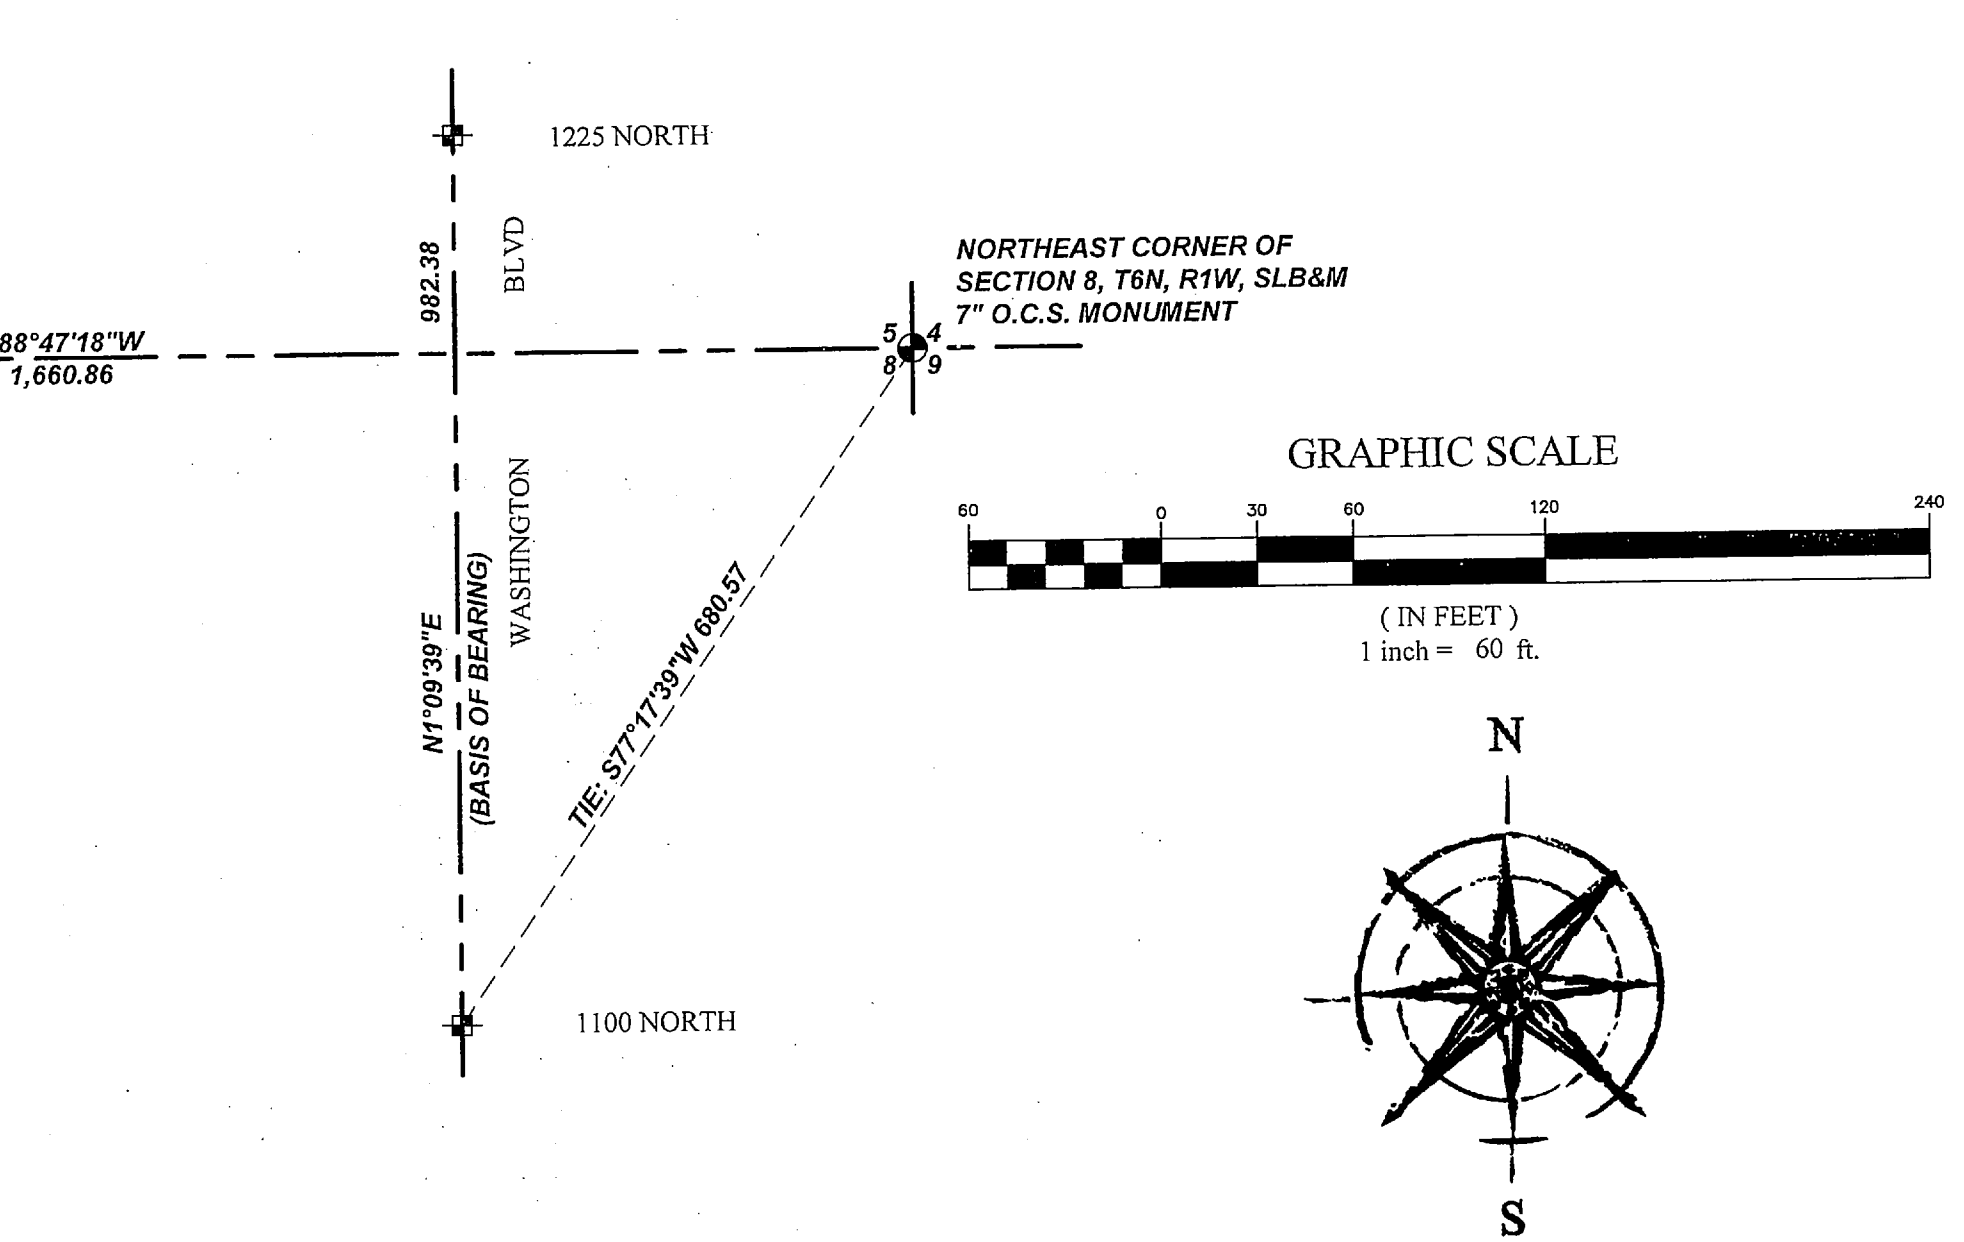 1225 NORTH
BLVD
982.38
NORTHEAST CORNER OF
SECTION 8, T6N, R1W, SLB&M
7" O.C.S. MONUMENT
5 4
8 9
88°47'18"W
1,660.86
WASHINGTON
N1°09'39"E
(BASIS OF BEARING)
TIE: S77°17'39"W 680.57
1100 NORTH
GRAPHIC SCALE
60 0 30 60 120 240
( IN FEET )
1 inch = 60 ft.
N
S